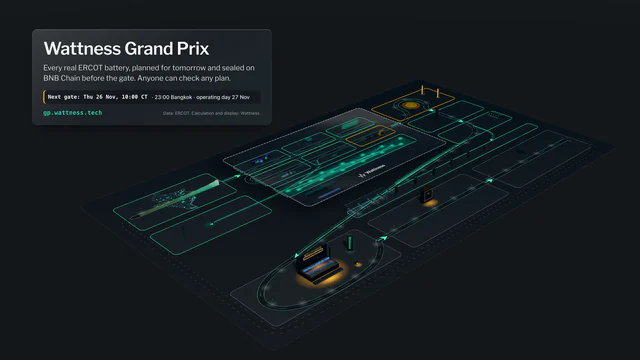 Wattness Grand Prix
Every real ERCOT battery, planned for tomorrow and sealed on
BNB Chain before the gate. Anyone can check any plan.
Next gate: Thu 26 Nov, 10:00 CT · 23:00 Bangkok · operating day 27 Nov
gp.wattness.tech
Data: ERCOT. Calculation and display: Wattness.
Wattness